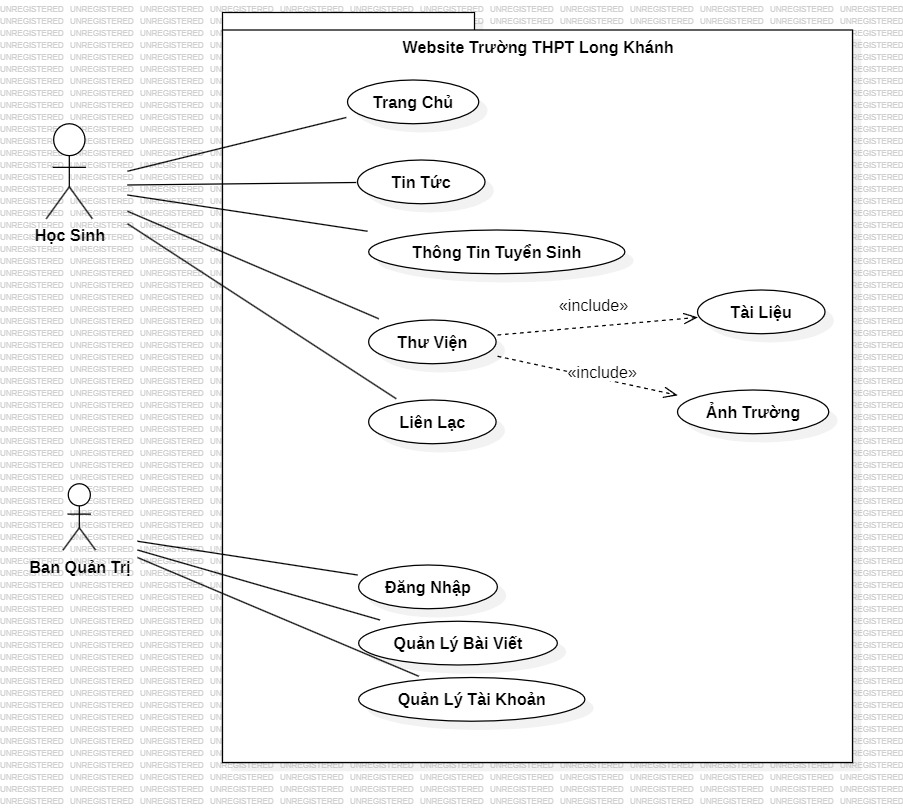 Website Trường THPT Long Khánh
Trang Chủ
Tin Tức
Học Sinh
Thông Tin Tuyển Sinh
«include»
Tài Liệu
Thư Viện
«include»
Ảnh Trường
Liên Lạc
Ban Quản Trị
Đăng Nhập
Quản Lý Bài Viết
Quản Lý Tài Khoản
UNREGISTERED